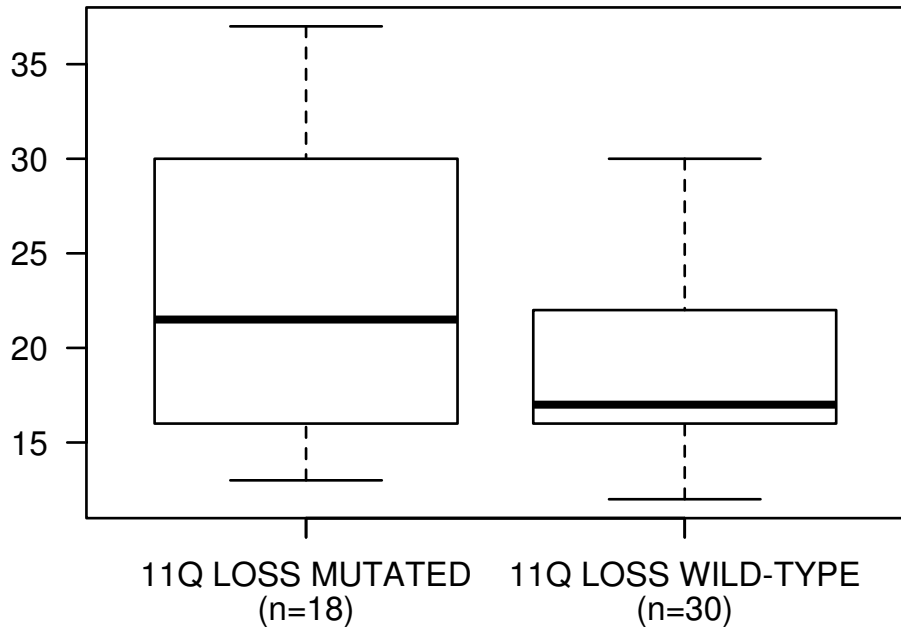 35
30
25
20
15
11Q LOSS MUTATED 11Q LOSS WILD-TYPE
(n=18) (n=30)